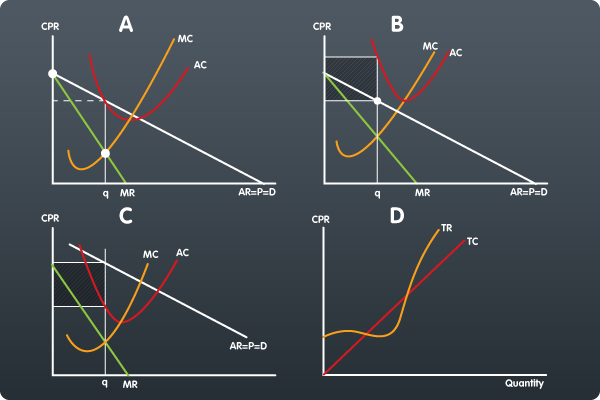 A
CPR
MC
AC
q
MR
AR=P=D
B
CPR
MC
AC
q
MR
AR=P=D
C
CPR
MC
AC
AR=P=D
q
MR
D
CPR
TR
TC
Quantity